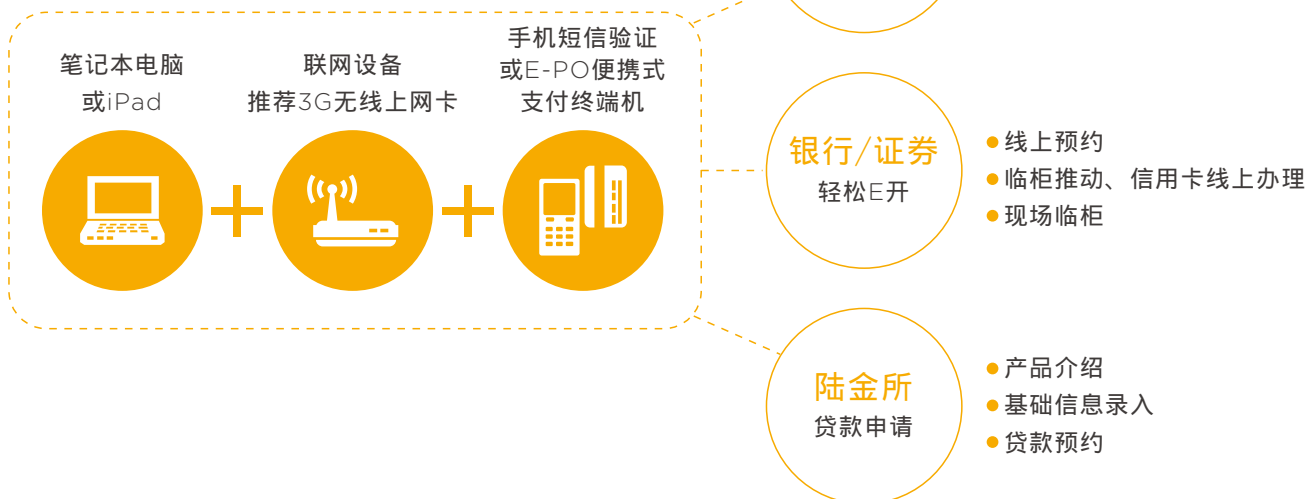 笔记本电脑
或iPad
联网设备
推荐3G无线上网卡
手机短信验证
或E-PO便携式
支付终端机
银行/证券
轻松E开
●线上预约
●临柜推动、信用卡线上办理
●现场临柜
陆金所
贷款申请
●产品介绍
●基础信息录入
●贷款预约